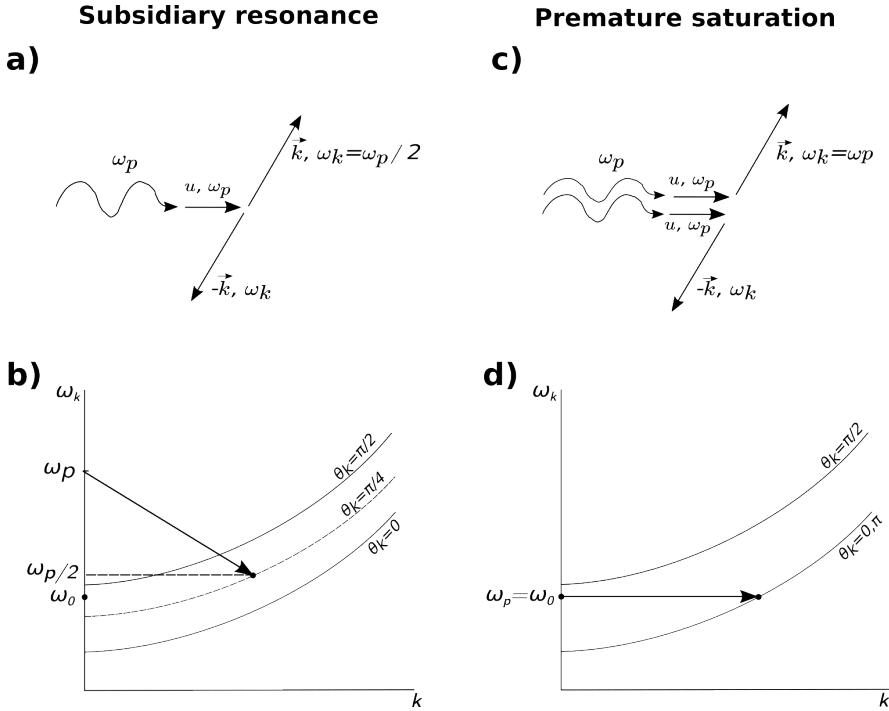 Subsidiary resonance
a)
ωp
u, ωp
k, ωk=ωp/ 2
-k, ωk
b)
ωk
ωp
ωp/2
ω0
θk=π/2
θk=π/4
θk=0
k
Premature saturation
c)
ωp
u, ωp
u, ωp
k, ωk=ωp
-k, ωk
d)
ωk
ωp=ω0
θk=π/2
θk=0,π
k